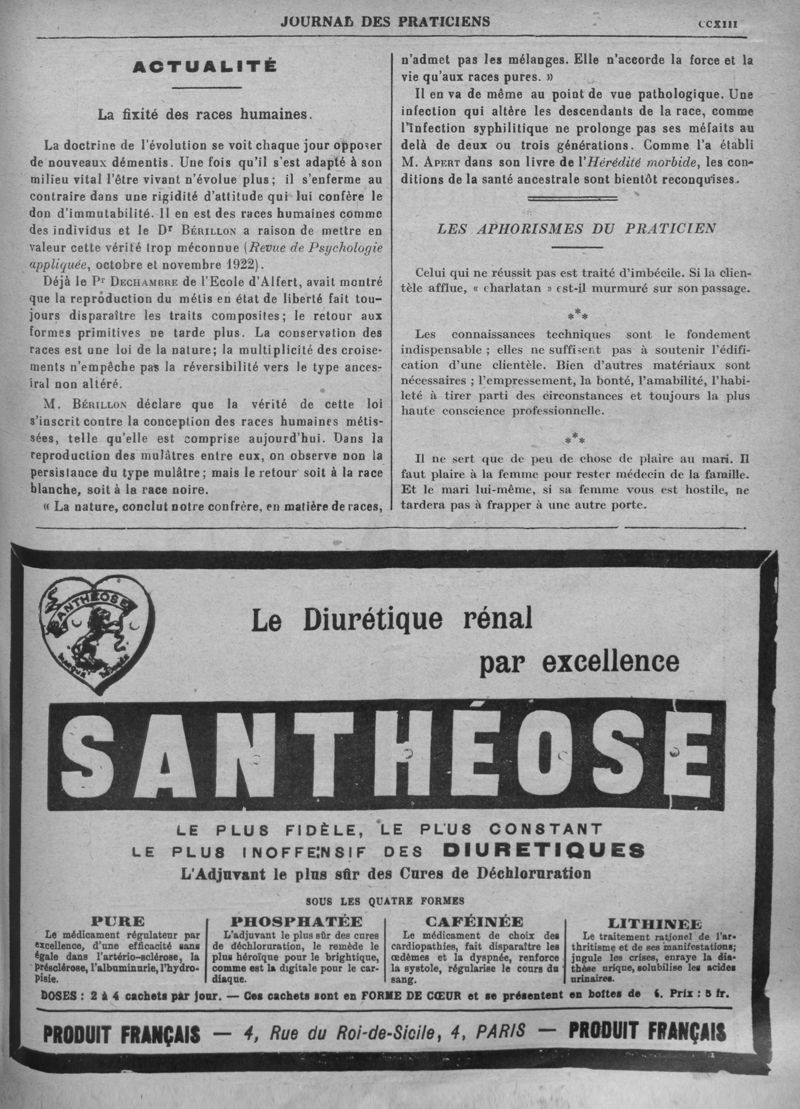 JOURNAL DES PRATICIENS
CCXIII
ACTUALITÉ
La fixité des races humaines.
La doctrine de l'évolution se voit chaque jour opposer
de nouveaux démentis. Une fois qu'il s'est adapté à son
milieu vital l'être vivant n'évolue plus ; il s'enferme au
contraire dans une rigidité d'attitude qui lui confère le
don d'immutabilité. Il en est des races humaines comme
des individus et le Dr BÉRILLON a raison de mettre en
valeur cette vérité trop méconnue (Revue de Psychologie
appliquée, octobre et novembre 1922).
Déjà le Pr DECHAMBRE de l'Ecole d'Alfert, avait montré
que la reproduction du métis en état de liberté fait tou-
jours disparaître les traits composites; le retour aux
formes primitives ne tarde plus. La conservation des
races est une loi de la nature; la multiplicité des croise-
ments n'empêche pas la réversibilité vers le type ances-
iral non altéré.
M. BÉRILLON déclare que la vérité de cette loi
s'inscrit contre la conception des races humaines métis-
sées, telle qu'elle est comprise aujourd'hui. Dans la
reproduction des mulâtres entre eux, on observe non la
persistance du type mulâtre; mais le retour soit à la race
blanche, soit à la race noire.
« La nature, conclut notre confrère, en matière de races,
n'admet pas les mélanges. Elle n'accorde la force et la
vie qu'aux races pures. »
Il en va de même au point de vue pathologique. Une
infection qui altère les descendants de la race, comme
l'infection syphilitique ne prolonge pas ses méfaits au
delà de deux ou trois générations. Comme l'a établi
M. APERT dans son livre de l'Hérédité morbide, les con-
ditions de la santé ancestrale sont bientôt reconquises.
LES APHORISMES DU PRATICIEN
Celui qui ne réussit pas est traité d'imbécile. Si la clien-
tèle afflue, « charlatan » est-il murmuré sur son passage.
***
Les connaissances techniques sont le fondement
indispensable ; elles ne suffisent pas à soutenir l'édifi-
cation d'une clientèle. Bien d'autres matériaux sont
nécessaires ; l'empressement, la bonté, l'amabilité, l'habi-
leté à tirer parti des circonstances et toujours la plus
haute conscience professionnelle.
***
Il ne sert que de peu de chose de plaire au mari. Il
faut plaire à la femme pour rester médecin de la famille.
Et le mari lui-même, si sa femme vous est hostile, ne
tardera pas à frapper à une autre porte.
SANTHÉOSE
MARQUE DÉPOSÉE
Le Diurétique rénal
par excellence
SANTHÉOSE
LE PLUS FIDÈLE, LE PLUS CONSTANT
LE PLUS INOFFENSIF DES DIURETIQUES
L'Adjuvant le plus sûr des Cures de Déchloruration
SOUS LES QUATRE FORMES
PURE
Le médicament régulateur par
excellence, d'une efficacité sans
égale dans l'artério-sclérose, la
présclérose, l'albuminurie, l'hydro-
pisie.
PHOSPHATÉE
L'adjuvant le plus sûr des cures
de déchloruration, le remède le
plus héroïque pour le brightique,
comme est la digitale pour le car-
diaque.
CAFÉINÉE
Le médicament de choix des
cardiopathies, fait disparaître les
œdèmes et la dyspnée, renforce
la systole, régularise le cours du
sang.
LITHINEE
Le traitement rationel de l'ar-
thritisme et de ses manifestations;
jugule les crises, enraye la dia-
thèse urique, solubilise les acides
urinaires.
DOSES : 2 à 4 cachets par jour. — Ces cachets sont en FORME DE CŒUR et se présentent en boîtes de Prix : 5 fr.
PRODUIT FRANÇAIS — 4, Rue du Roi-de-Sicile, 4, PARIS — PRODUIT FRANÇAIS